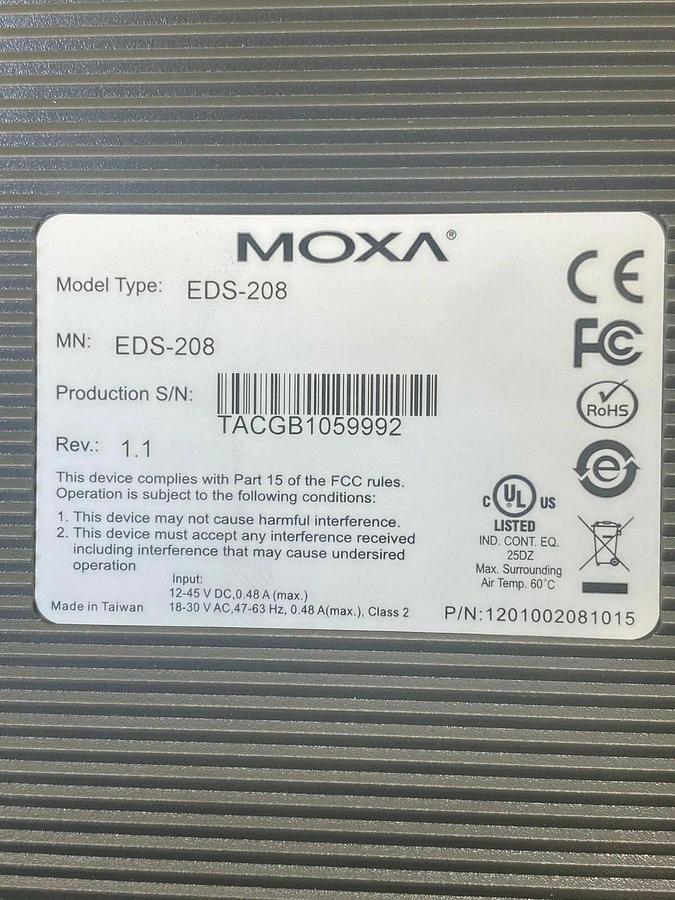 MOXA®
Model Type: EDS-208
MN: EDS-208
Production S/N:
TACGB1059992
Rev.: 1.1
This device complies with Part 15 of the FCC rules.
Operation is subject to the following conditions:
1. This device may not cause harmful interference.
2. This device must accept any interference received
including interference that may cause undersired
operation
Input:
12-45 V DC,0.48 A (max.)
18-30 V AC,47-63 Hz, 0.48 A(max.), Class 2
Made in Taiwan
CE
FC
RoHS
e
c UL US
LISTED
IND. CONT. EQ.
25DZ
Max. Surrounding
Air Temp. 60°C
P/N:1201002081015